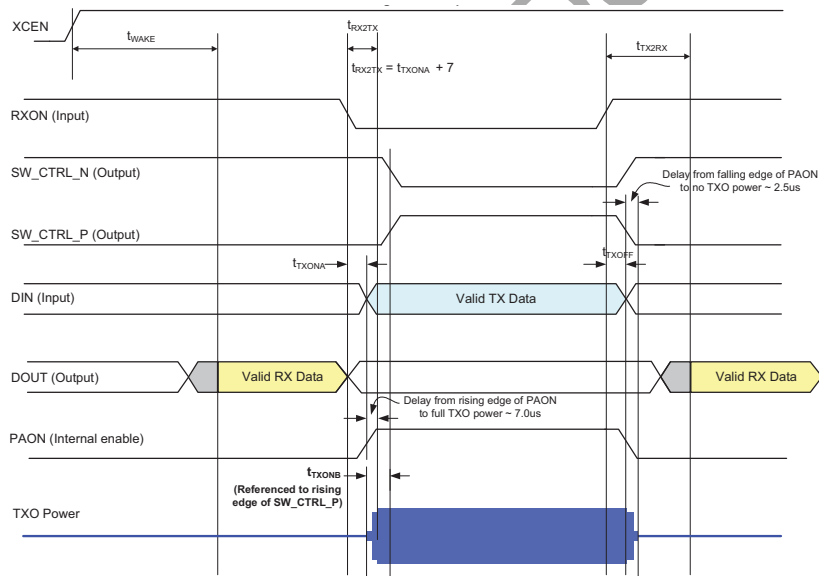 XCEN
tWAKE
tRX2TX
tTX2RX
tRX2TX = tTXONA + 7
RXON (Input)
SW_CTRL_N (Output)
Delay from falling edge of PAON
to no TXO power ~ 2.5us
SW_CTRL_P (Output)
tTXONA
tTXOFF
DIN (Input)
Valid TX Data
DOUT (Output)
Valid RX Data
Valid RX Data
Delay from rising edge of PAON
to full TXO power ~ 7.0us
PAON (Internal enable)
tTXONB
(Referenced to rising
edge of SW_CTRL_P)
TXO Power